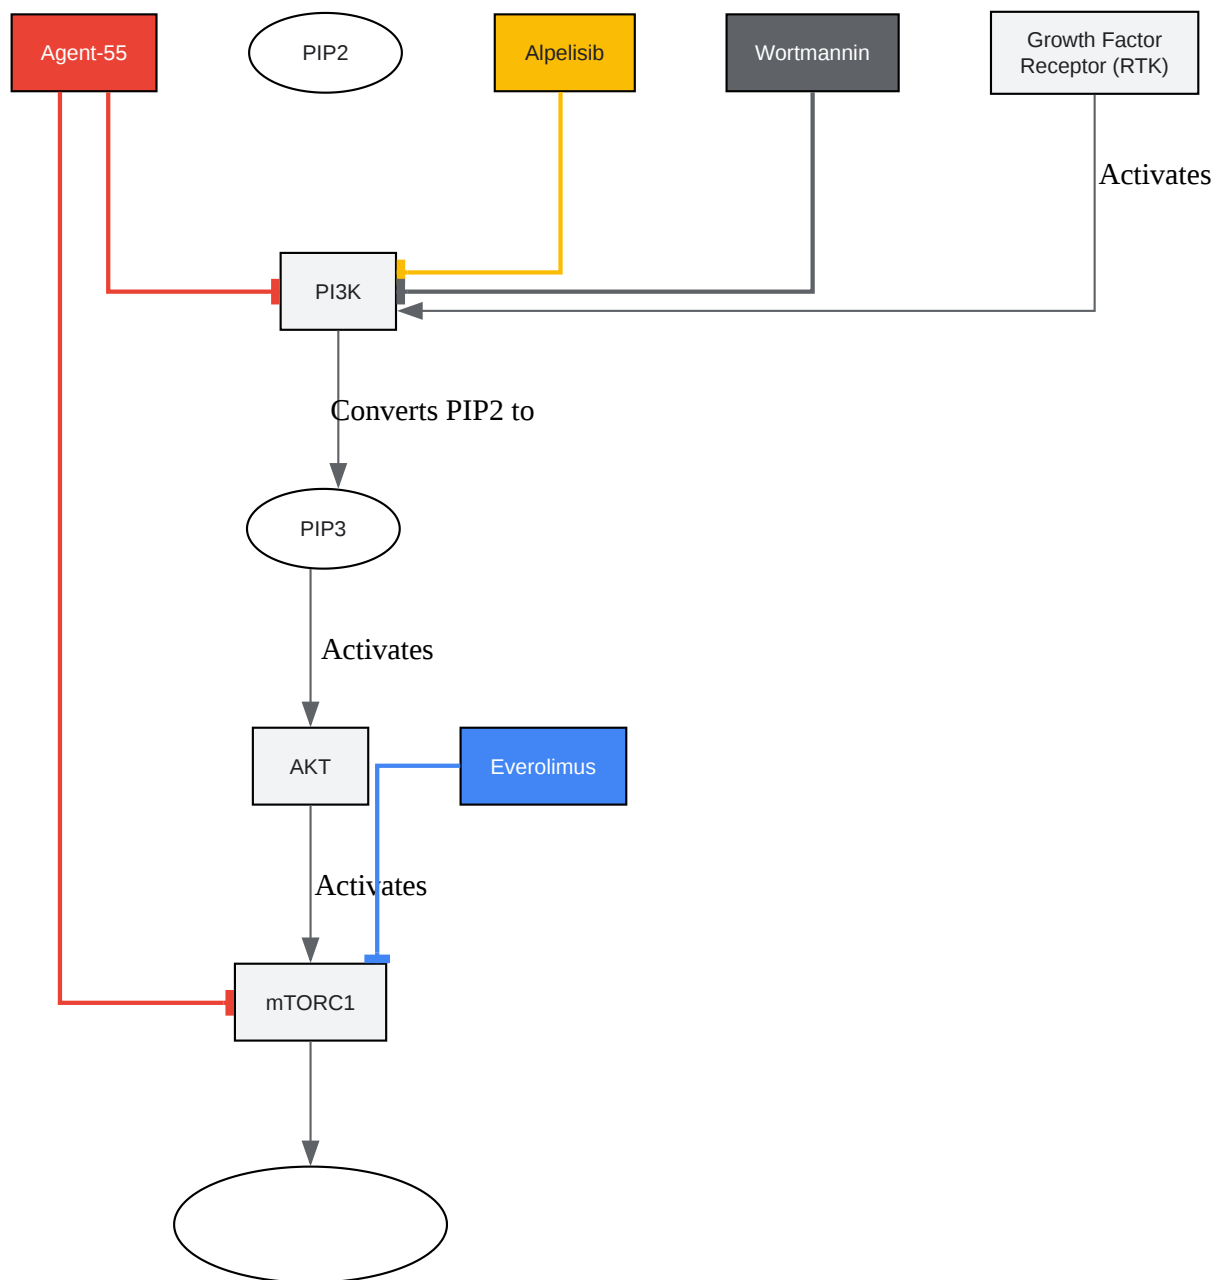 Agent-55
PIP2
Alpelisib
Wortmannin
Growth Factor
Receptor (RTK)
Activates
PI3K
Converts PIP2 to
PIP3
Activates
AKT
Everolimus
Activates
mTORC1